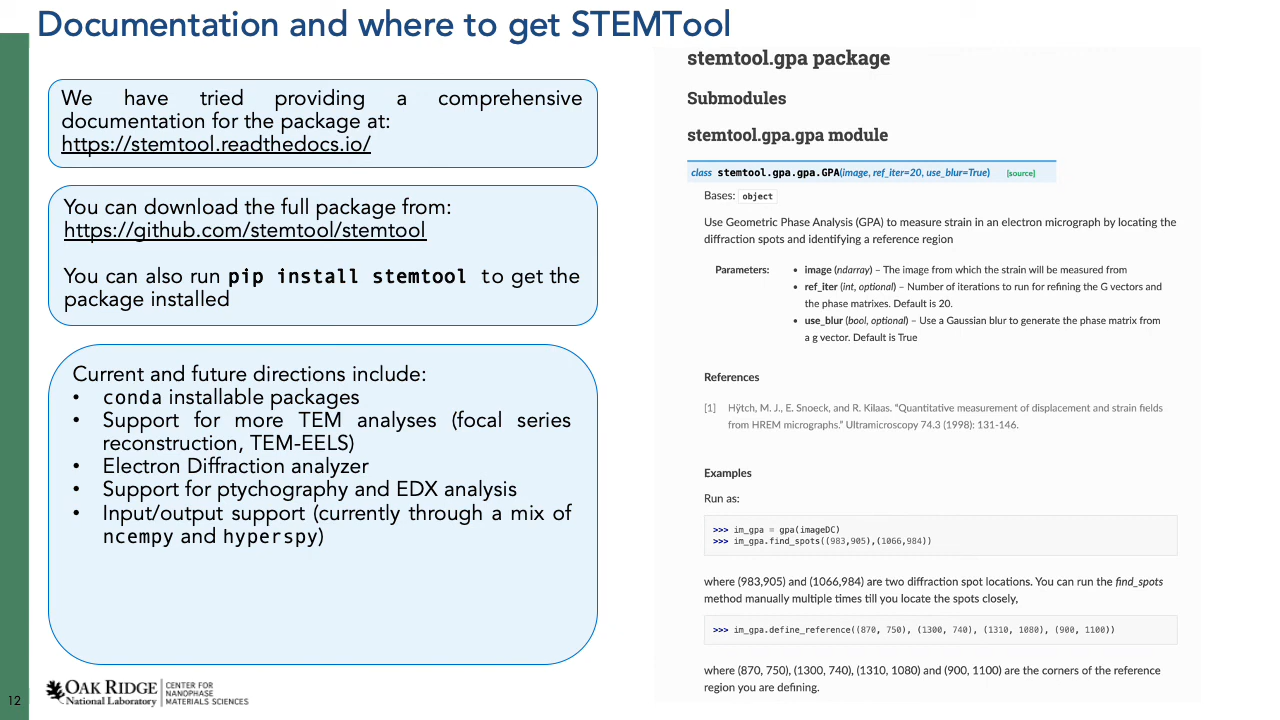 Documentation and where to get STEMTool
We have tried providing a comprehensive
documentation for the package at:
https://stemtool.readthedocs.io/
You can download the full package from:
https://github.com/stemtool/stemtool
You can also run pip install stemtool to get the
package installed
Current and future directions include:
• conda installable packages
• Support for more TEM analyses (focal series
reconstruction, TEM-EELS)
• Electron Diffraction analyzer
• Support for ptychography and EDX analysis
• Input/output support (currently through a mix of
ncempy and hyperspy)
stemtool.gpa package
Submodules
stemtool.gpa.gpa module
class stemtool.gpa.gpa.GPA(image, ref_iter=20, use_blur=True) [source]
Bases: object
Use Geometric Phase Analysis (GPA) to measure strain in an electron micrograph by locating the
diffraction spots and identifying a reference region
Parameters: • image (ndarray) – The image from which the strain will be measured from
• ref_iter (int, optional) – Number of iterations to run for refining the G vectors and
the phase matrixes. Default is 20.
• use_blur (bool, optional) – Use a Gaussian blur to generate the phase matrix from
a g vector. Default is True
References
[1] Hÿtch, M. J., E. Snoeck, and R. Kilaas. “Quantitative measurement of displacement and strain fields
from HREM micrographs.” Ultramicroscopy 74.3 (1998): 131-146.
Examples
Run as:
>>> im_gpa = gpa(imageDC)
>>> im_gpa.find_spots((983,905),(1066,984))
where (983,905) and (1066,984) are two diffraction spot locations. You can run the find_spots
method manually multiple times till you locate the spots closely,
>>> im_gpa.define_reference((870, 750), (1300, 740), (1310, 1080), (900, 1100))
where (870, 750), (1300, 740), (1310, 1080) and (900, 1100) are the corners of the reference
region you are defining.
12
OAK RIDGE
National Laboratory
CENTER FOR
NANOPHASE
MATERIALS SCIENCES